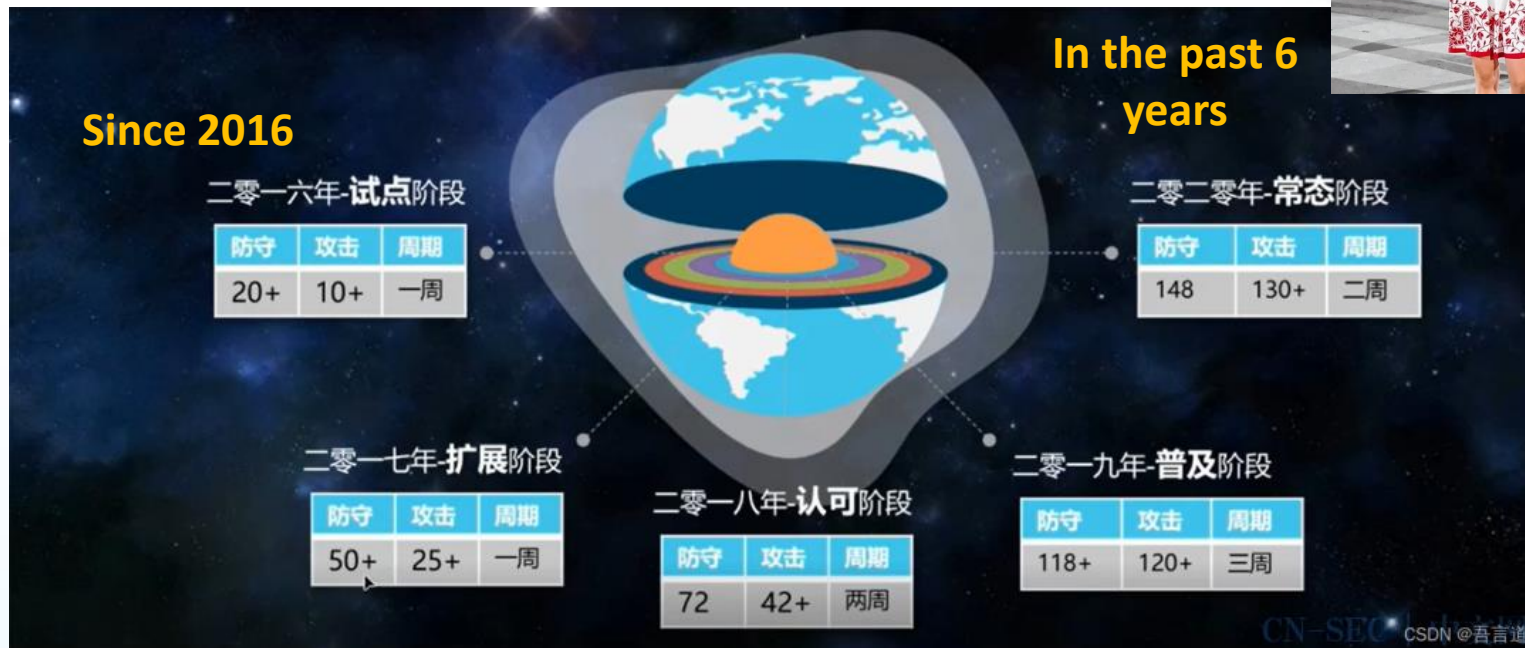 In the past 6
years
Since 2016
二零一六年-试点阶段
防守 攻击 周期
20+ 10+ 一周
二零二零年-常态阶段
防守 攻击 周期
148 130+ 二周
二零一七年-扩展阶段
防守 攻击 周期
50+ 25+ 一周
二零一八年-认可阶段
防守 攻击 周期
72 42+ 两周
二零一九年-普及阶段
防守 攻击 周期
118+ 120+ 三周
CN-SEC
CSDN @吾言道